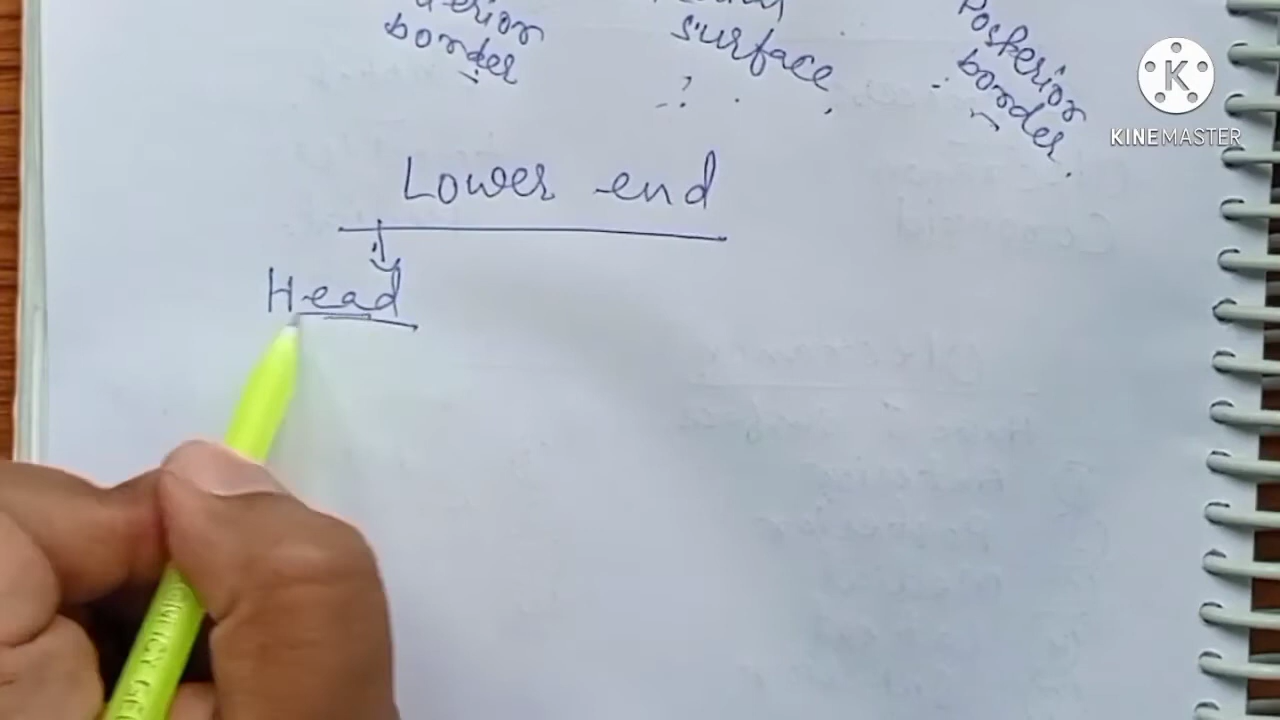 border
surface
Posterior
border
KINEMASTER
Lower end
Head